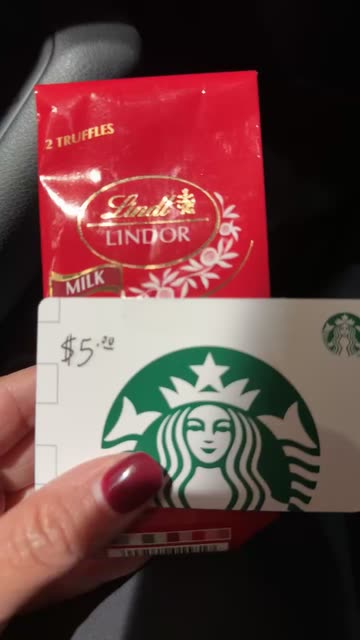 2 TRUFFLES
Lindt
LINDOR
MILK
$5.00